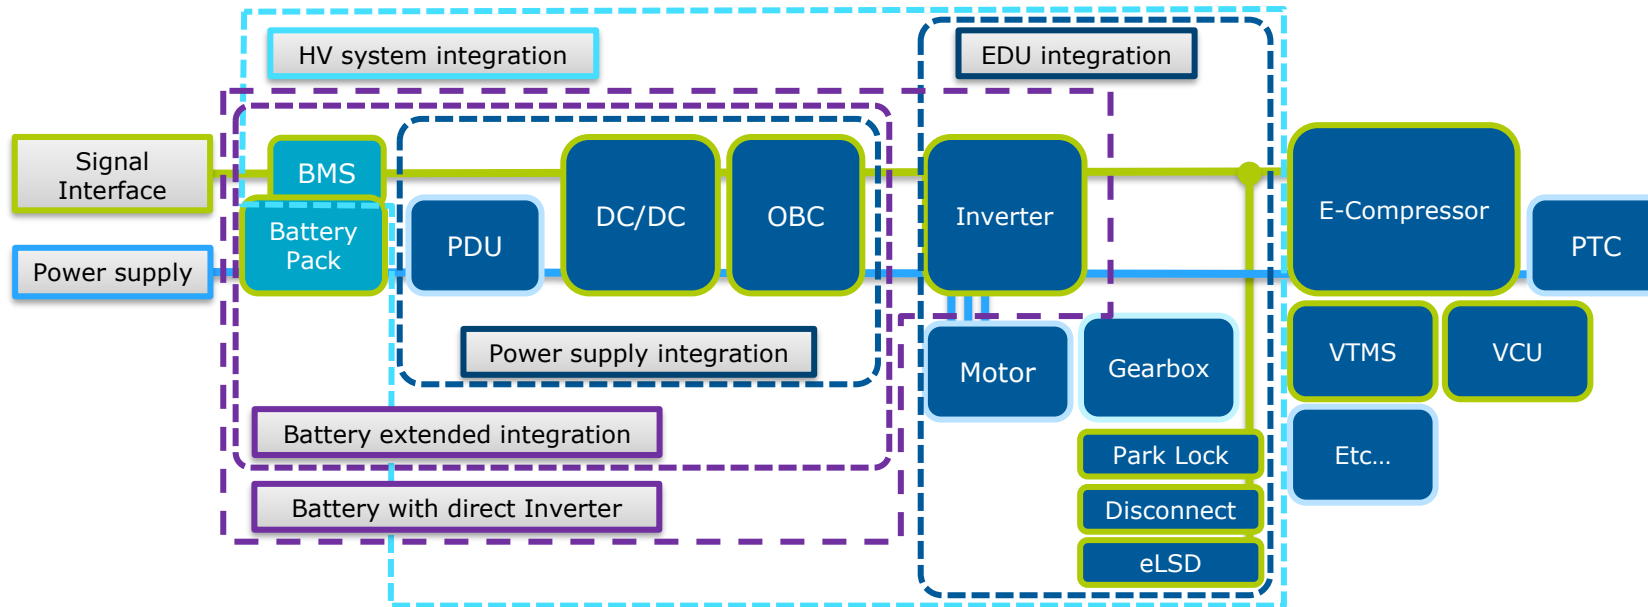 HV system integration
EDU integration
Signal
Interface
BMS
DC/DC
OBC
Inverter
E-Compressor
Battery
Pack
PDU
PTC
Power supply
Power supply integration
Motor
Gearbox
VTMS
VCU
Battery extended integration
Park Lock
Etc...
Battery with direct Inverter
Disconnect
eLSD